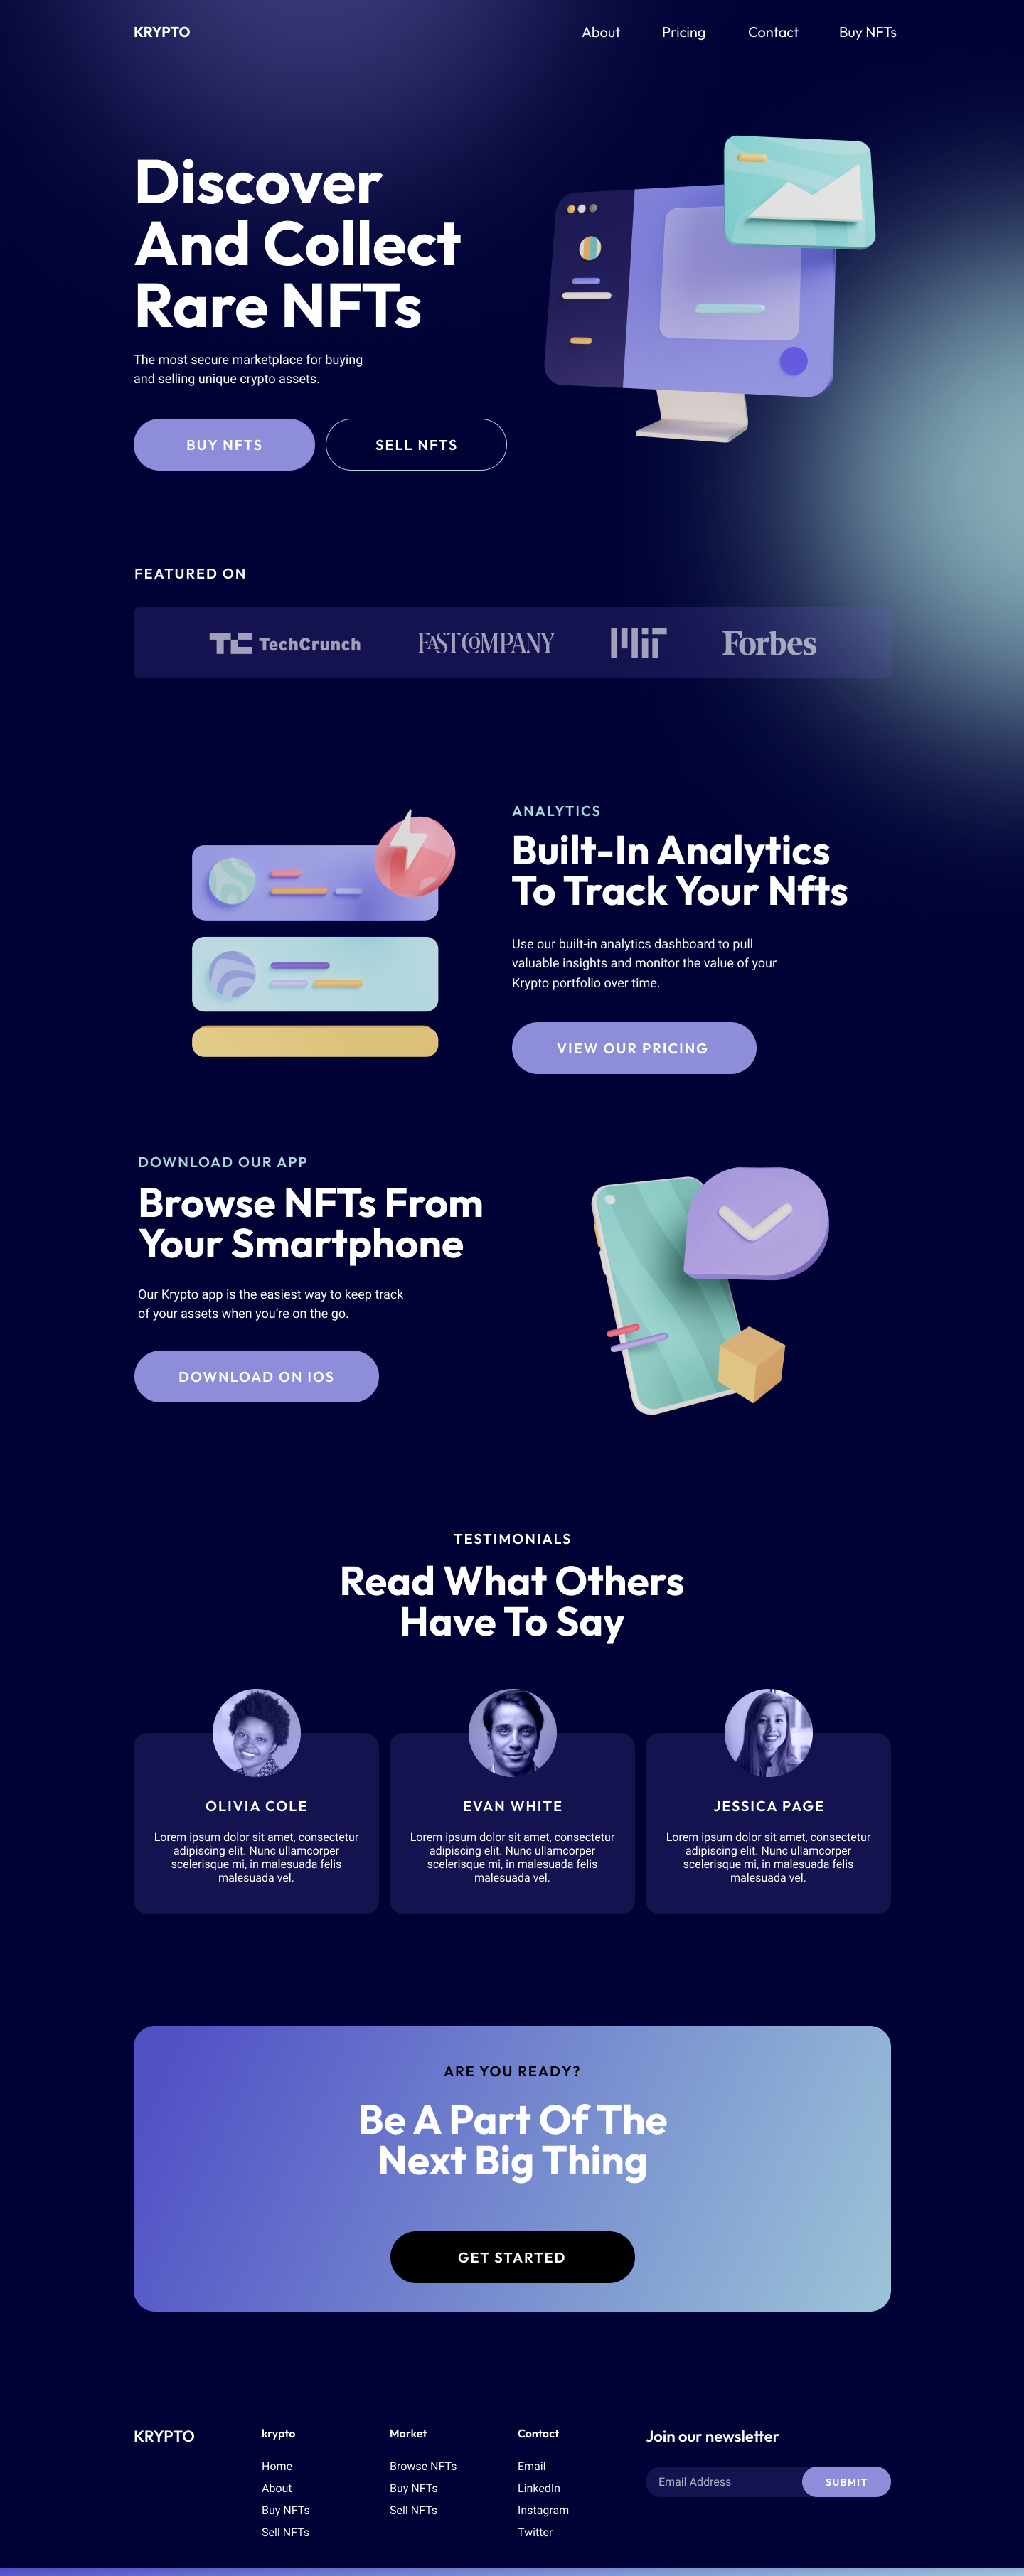 KRYPTO
About
Pricing
Contact
Buy NFTs
Discover
And Collect
Rare NFTs
The most secure marketplace for buying
and selling unique crypto assets.
BUY NFTS
SELL NFTS
FEATURED ON
TC TechCrunch
FAST COMPANY
MIT
Forbes
ANALYTICS
Built-In Analytics
To Track Your Nfts
Use our built-in analytics dashboard to pull
valuable insights and monitor the value of your
Krypto portfolio over time.
VIEW OUR PRICING
DOWNLOAD OUR APP
Browse NFTs From
Your Smartphone
Our Krypto app is the easiest way to keep track
of your assets when you’re on the go.
DOWNLOAD ON IOS
TESTIMONIALS
Read What Others
Have To Say
OLIVIA COLE
Lorem ipsum dolor sit amet, consectetur
adipiscing elit. Nunc ullamcorper
scelerisque mi, in malesuada felis
malesuada vel.
EVAN WHITE
Lorem ipsum dolor sit amet, consectetur
adipiscing elit. Nunc ullamcorper
scelerisque mi, in malesuada felis
malesuada vel.
JESSICA PAGE
Lorem ipsum dolor sit amet, consectetur
adipiscing elit. Nunc ullamcorper
scelerisque mi, in malesuada felis
malesuada vel.
ARE YOU READY?
Be A Part Of The
Next Big Thing
GET STARTED
KRYPTO
krypto
Home
About
Buy NFTs
Sell NFTs
Market
Browse NFTs
Buy NFTs
Sell NFTs
Contact
Email
LinkedIn
Instagram
Twitter
Join our newsletter
Email Address
SUBMIT